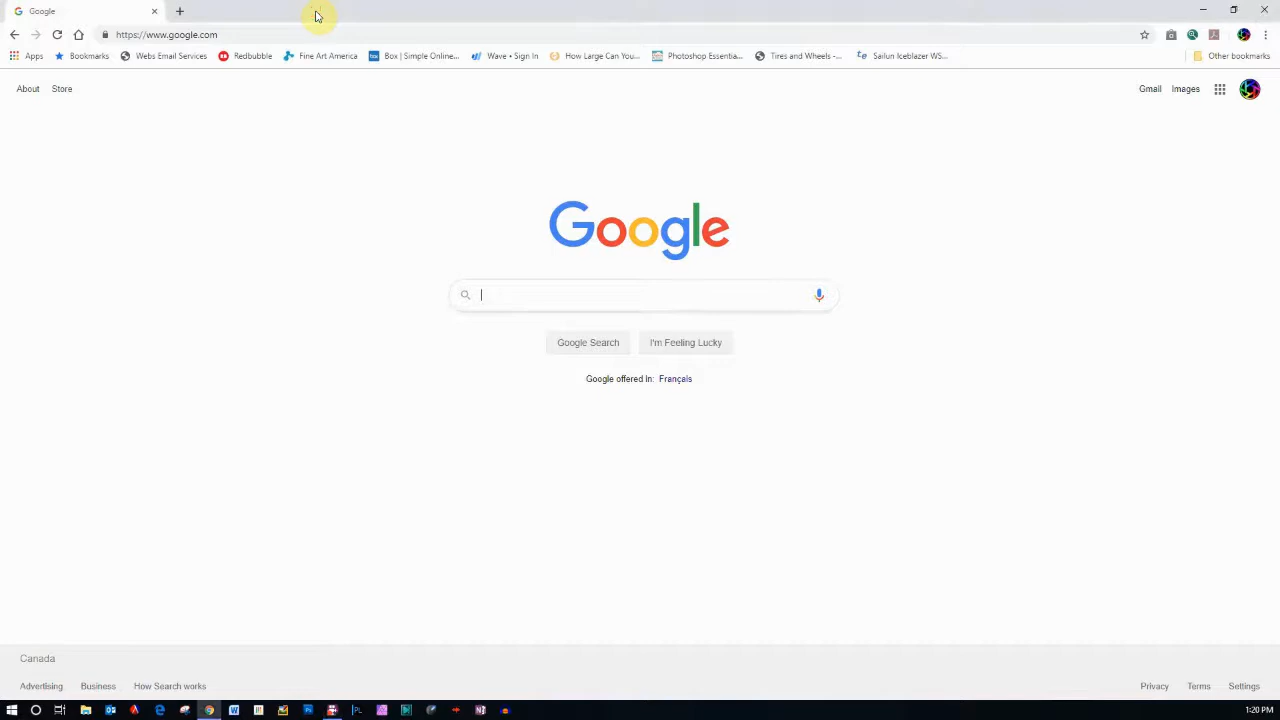 Google
https://www.google.com
Apps Bookmarks Webs Email Services Redbubble Fine Art America Box | Simple Online... Wave • Sign In How Large Can You... Photoshop Essentia... Tires and Wheels -... Sailun Iceblazer WS... Other bookmarks
About Store Gmail Images
Google
Google Search I'm Feeling Lucky
Google offered in: Français
Canada
Advertising Business How Search works Privacy Terms Settings
1:20 PM